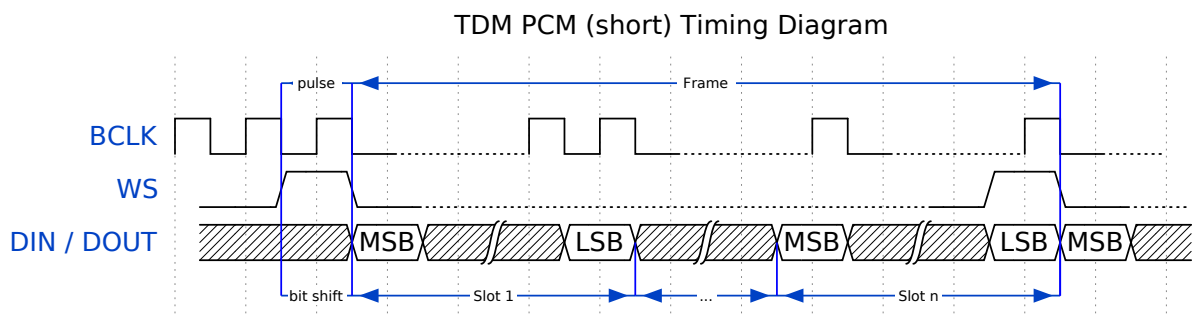 TDM PCM (short) Timing Diagram
pulse Frame
BCLK
WS
DIN / DOUT MSB LSB MSB LSB MSB
bit shift Slot 1 ... Slot n